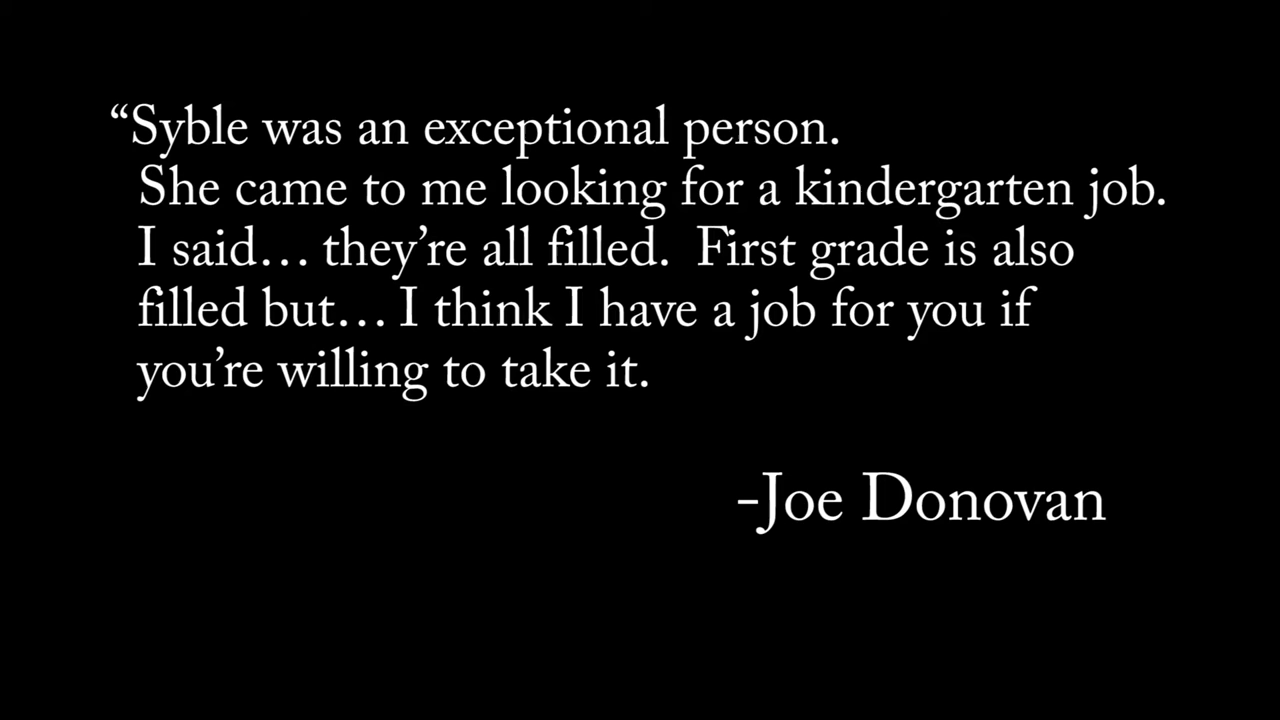 “Syble was an exceptional person.
She came to me looking for a kindergarten job.
I said… they’re all filled.  First grade is also
filled but… I think I have a job for you if
you’re willing to take it.
-Joe Donovan